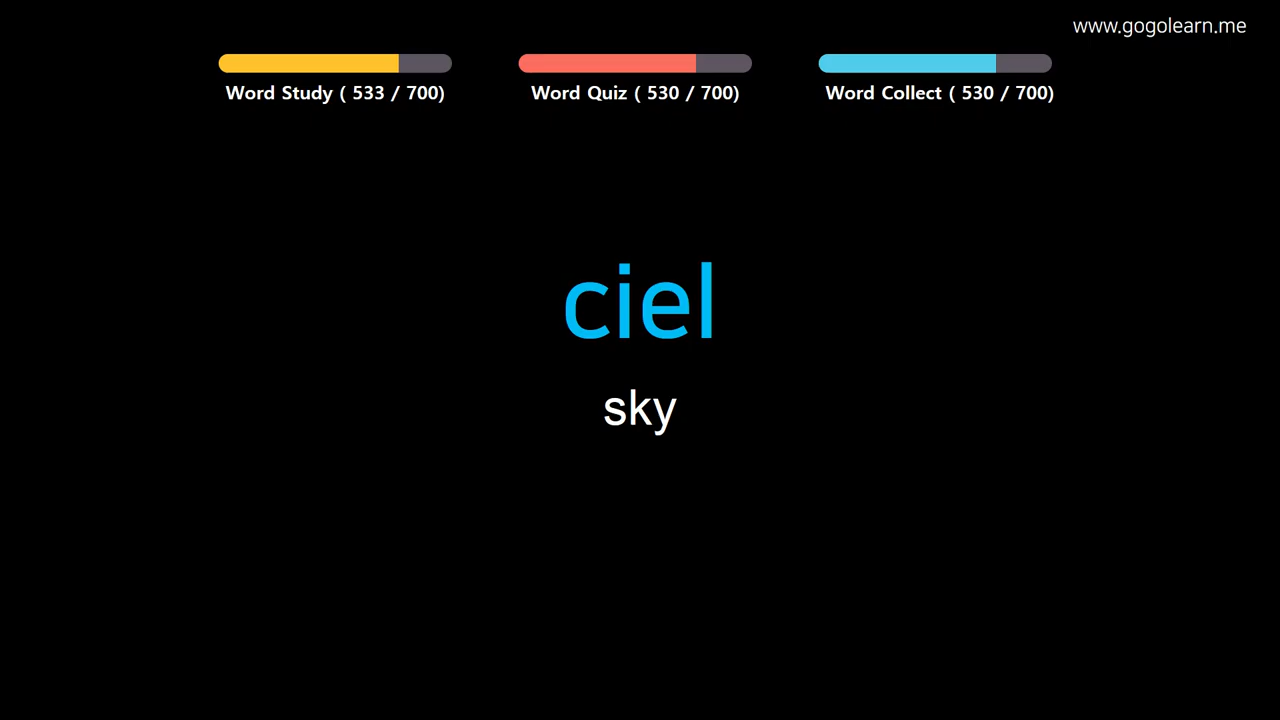 www.gogolearn.me
Word Study ( 533 / 700)
Word Quiz ( 530 / 700)
Word Collect ( 530 / 700)
ciel
sky